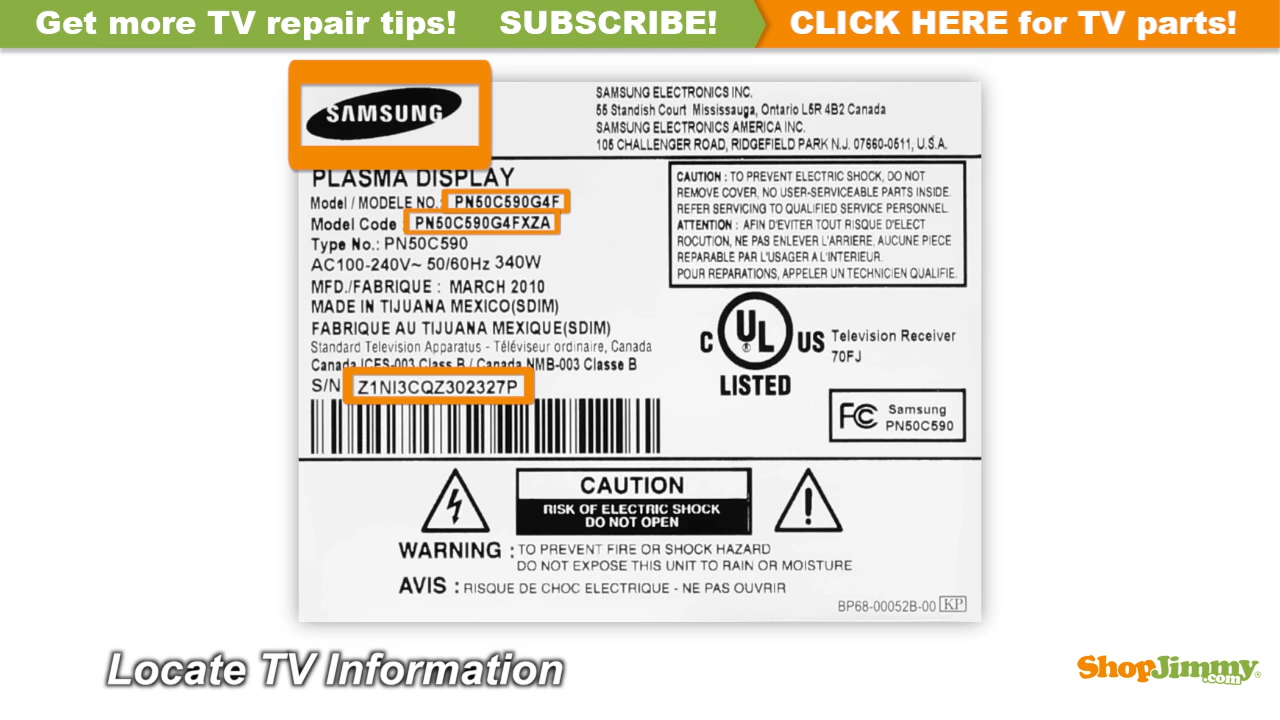 Get more TV repair tips! SUBSCRIBE! CLICK HERE for TV parts!
SAMSUNG
SAMSUNG ELECTRONICS INC.
55 Standish Court Mississauga, Ontario L5R 4B2 Canada
SAMSUNG ELECTRONICS AMERICA INC.
105 CHALLENGER ROAD, RIDGEFIELD PARK N.J. 07660-0511, U.S.A.
PLASMA DISPLAY
Model / MODELE NO.: PN50C590G4F
Model Code : PN50C590G4FXZA
Type No.: PN50C590
AC100-240V~ 50/60Hz 340W
MFD./FABRIQUE : MARCH 2010
MADE IN TIJUANA MEXICO(SDIM)
FABRIQUE AU TIJUANA MEXIQUE(SDIM)
Standard Television Apparatus - Téléviseur ordinaire, Canada
Canada ICES-003 Class B / Canada NMB-003 Classe B
S/N Z1NI3CQZ302327P
CAUTION : TO PREVENT ELECTRIC SHOCK, DO NOT
REMOVE COVER, NO USER-SERVICEABLE PARTS INSIDE.
REFER SERVICING TO QUALIFIED SERVICE PERSONNEL.
ATTENTION : AFIN D'EVITER TOUT RISQUE D'ELECT
ROCUTION, NE PAS ENLEVER L'ARRIERE, AUCUNE PIECE
REPARABLE PAR L'USAGER A L'INTERIEUR.
POUR REPARATIONS, APPELER UN TECHNICIEN QUALIFIE.
C UL US
LISTED
Television Receiver
70FJ
FC Samsung
PN50C590
CAUTION
RISK OF ELECTRIC SHOCK
DO NOT OPEN
WARNING : TO PREVENT FIRE OR SHOCK HAZARD
DO NOT EXPOSE THIS UNIT TO RAIN OR MOISTURE
AVIS : RISQUE DE CHOC ELECTRIQUE - NE PAS OUVRIR
BP68-00052B-00 KP
Locate TV Information
ShopJimmy.com®